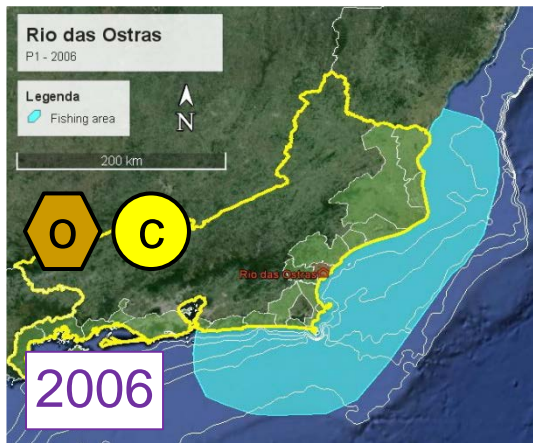 Rio das Ostras
P1 - 2006
Legenda
Fishing area
N
200 km
O C
Rio das Ostras
2006